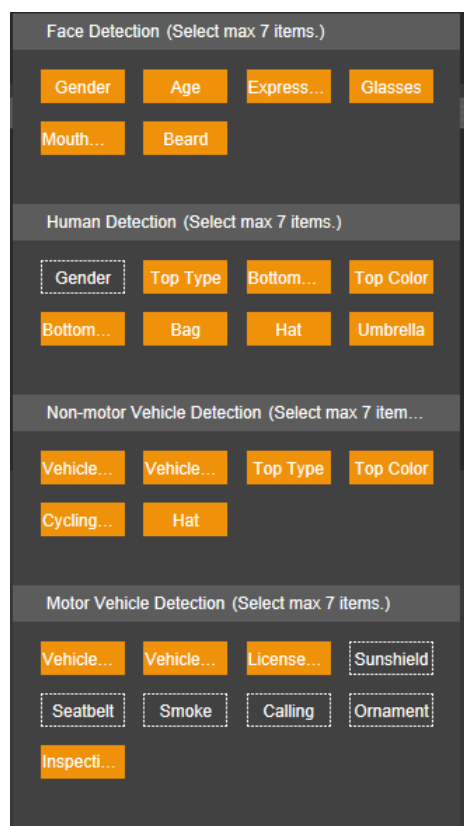 Face Detection (Select max 7 items.)
Gender Age Express... Glasses
Mouth... Beard
Human Detection (Select max 7 items.)
Gender Top Type Bottom... Top Color
Bottom... Bag Hat Umbrella
Non-motor Vehicle Detection (Select max 7 item...
Vehicle... Vehicle... Top Type Top Color
Cycling... Hat
Motor Vehicle Detection (Select max 7 items.)
Vehicle... Vehicle... License... Sunshield
Seatbelt Smoke Calling Ornament
Inspecti...